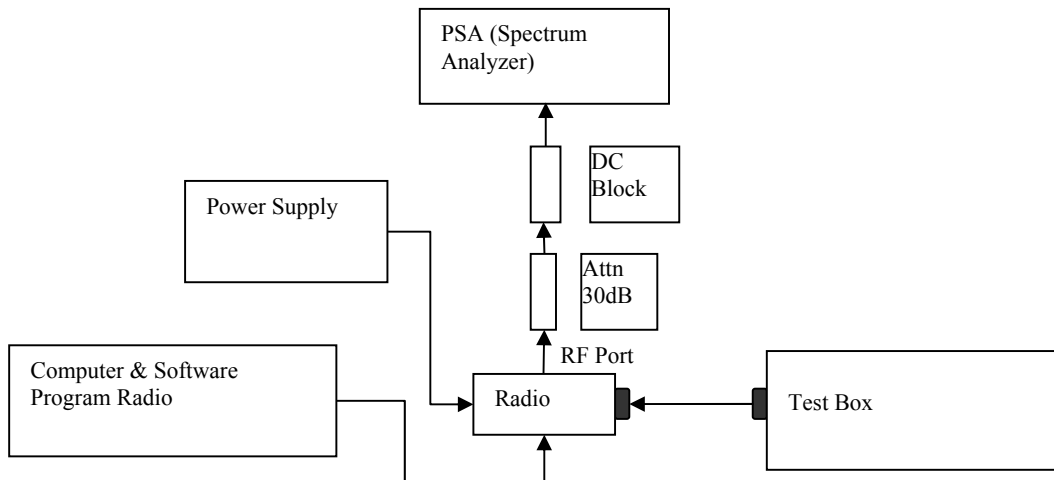 PSA (Spectrum
Analyzer)
DC
Block
Power Supply
Attn
30dB
RF Port
Computer & Software
Program Radio
Radio
Test Box